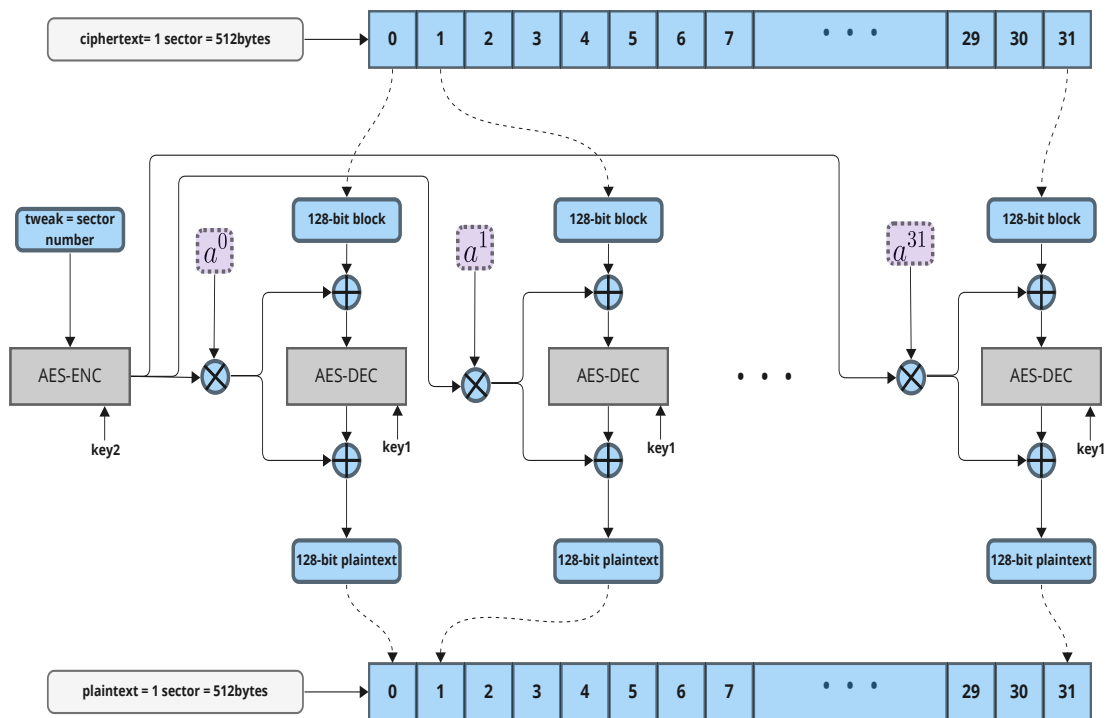 ciphertext= 1 sector = 512bytes
0 1 2 3 4 5 6 7 • • • 29 30 31
tweak = sector
number
128-bit block
128-bit block
128-bit block
a^0
a^1
a^31
AES-ENC
AES-DEC
AES-DEC
• • •
AES-DEC
key2
key1
key1
key1
128-bit plaintext
128-bit plaintext
128-bit plaintext
plaintext = 1 sector = 512bytes
0 1 2 3 4 5 6 7 • • • 29 30 31